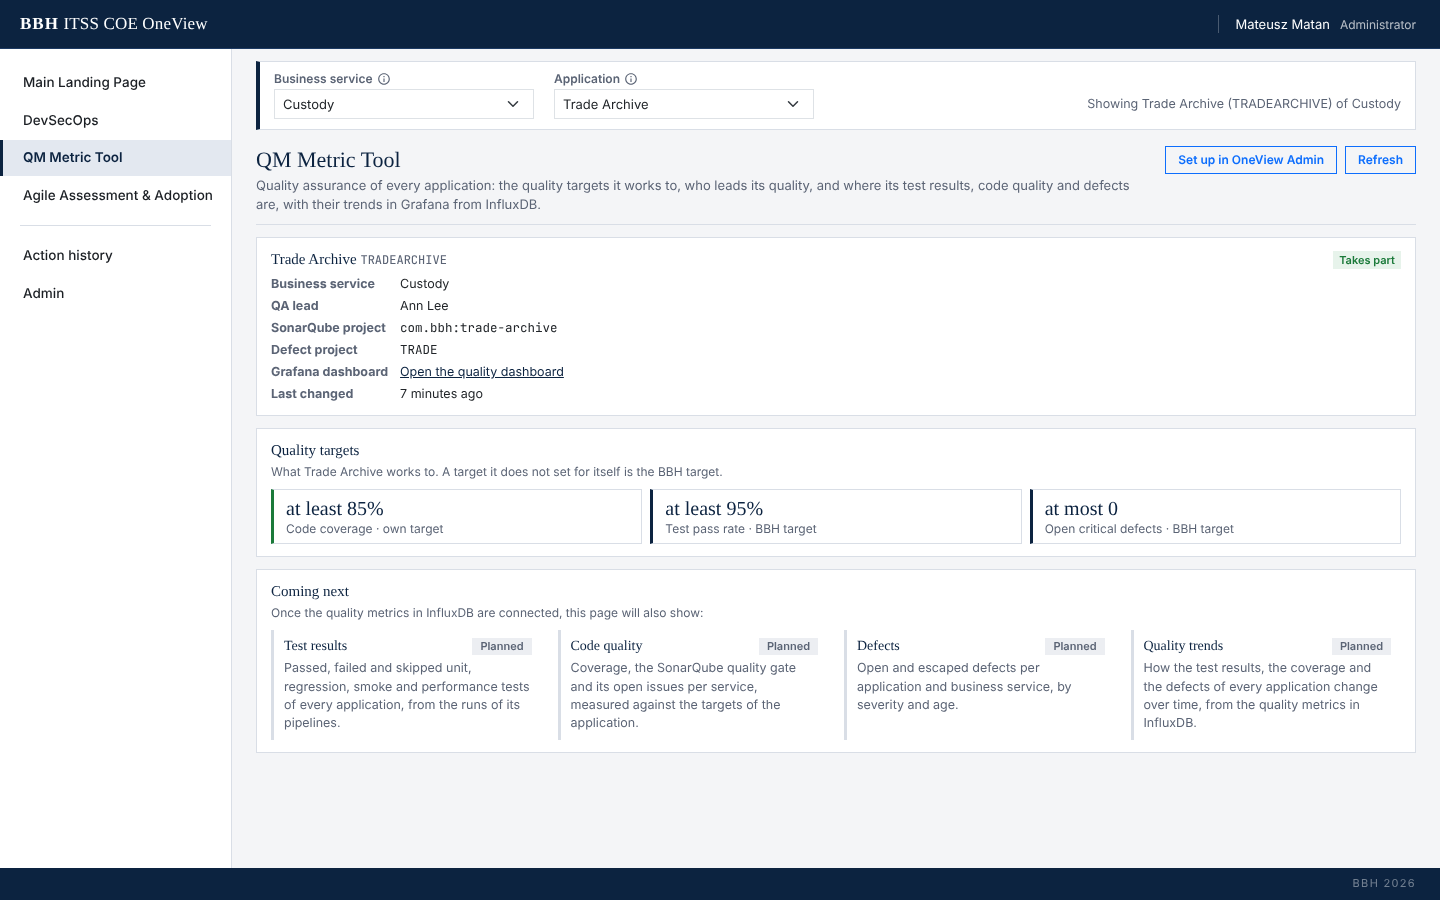 BBH ITSS COE OneView
Mateusz Matan Administrator
Main Landing Page
DevSecOps
QM Metric Tool
Agile Assessment & Adoption
Action history
Admin
Business service
Custody
Application
Trade Archive
Showing Trade Archive (TRADEARCHIVE) of Custody
QM Metric Tool
Set up in OneView Admin
Refresh
Quality assurance of every application: the quality targets it works to, who leads its quality, and where its test results, code quality and defects
are, with their trends in Grafana from InfluxDB.
Trade Archive TRADEARCHIVE
Takes part
Business service Custody
QA lead Ann Lee
SonarQube project com.bbh:trade-archive
Defect project TRADE
Grafana dashboard Open the quality dashboard
Last changed 7 minutes ago
Quality targets
What Trade Archive works to. A target it does not set for itself is the BBH target.
at least 85%
Code coverage · own target
at least 95%
Test pass rate · BBH target
at most 0
Open critical defects · BBH target
Coming next
Once the quality metrics in InfluxDB are connected, this page will also show:
Test results Planned
Passed, failed and skipped unit,
regression, smoke and performance tests
of every application, from the runs of its
pipelines.
Code quality Planned
Coverage, the SonarQube quality gate
and its open issues per service,
measured against the targets of the
application.
Defects Planned
Open and escaped defects per
application and business service, by
severity and age.
Quality trends Planned
How the test results, the coverage and
the defects of every application change
over time, from the quality metrics in
InfluxDB.
BBH 2026